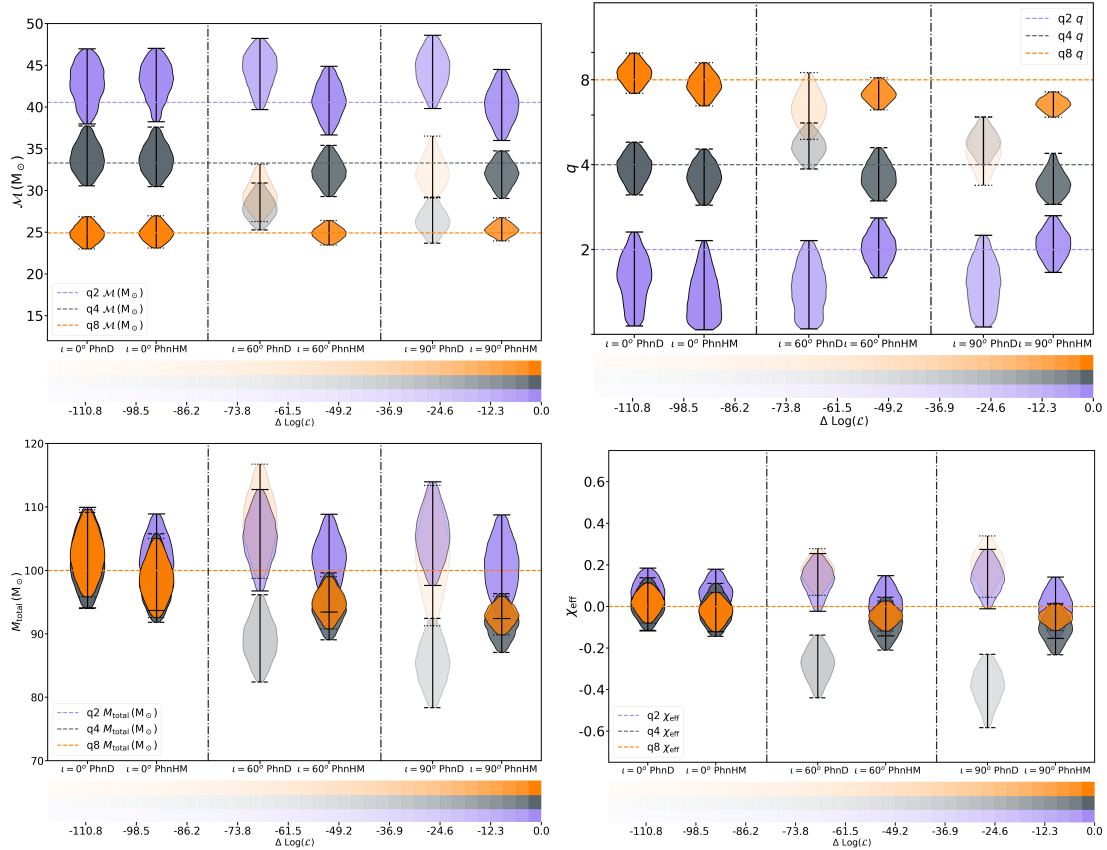 50
45
40
35
30
25
20
15
ℳ (M⊙)
q2 ℳ (M⊙)
q4 ℳ (M⊙)
q8 ℳ (M⊙)
ι = 0° PhnD
ι = 0° PhnHM
ι = 60° PhnD
ι = 60° PhnHM
ι = 90° PhnD
ι = 90° PhnHM
-110.8 -98.5 -86.2 -73.8 -61.5 -49.2 -36.9 -24.6 -12.3 0.0
Δ Log(ℒ)
8
4
2
q
q2 q
q4 q
q8 q
ι = 0° PhnD
ι = 0° PhnHM
ι = 60° PhnD
ι = 60° PhnHM
ι = 90° PhnD
ι = 90° PhnHM
-110.8 -98.5 -86.2 -73.8 -61.5 -49.2 -36.9 -24.6 -12.3 0.0
Δ Log(ℒ)
120
110
100
90
80
70
M_total (M⊙)
q2 M_total (M⊙)
q4 M_total (M⊙)
q8 M_total (M⊙)
ι = 0° PhnD
ι = 0° PhnHM
ι = 60° PhnD
ι = 60° PhnHM
ι = 90° PhnD
ι = 90° PhnHM
-110.8 -98.5 -86.2 -73.8 -61.5 -49.2 -36.9 -24.6 -12.3 0.0
Δ Log(ℒ)
0.6
0.4
0.2
0.0
-0.2
-0.4
-0.6
χ_eff
q2 χ_eff
q4 χ_eff
q8 χ_eff
ι = 0° PhnD
ι = 0° PhnHM
ι = 60° PhnD
ι = 60° PhnHM
ι = 90° PhnD
ι = 90° PhnHM
-110.8 -98.5 -86.2 -73.8 -61.5 -49.2 -36.9 -24.6 -12.3 0.0
Δ Log(ℒ)